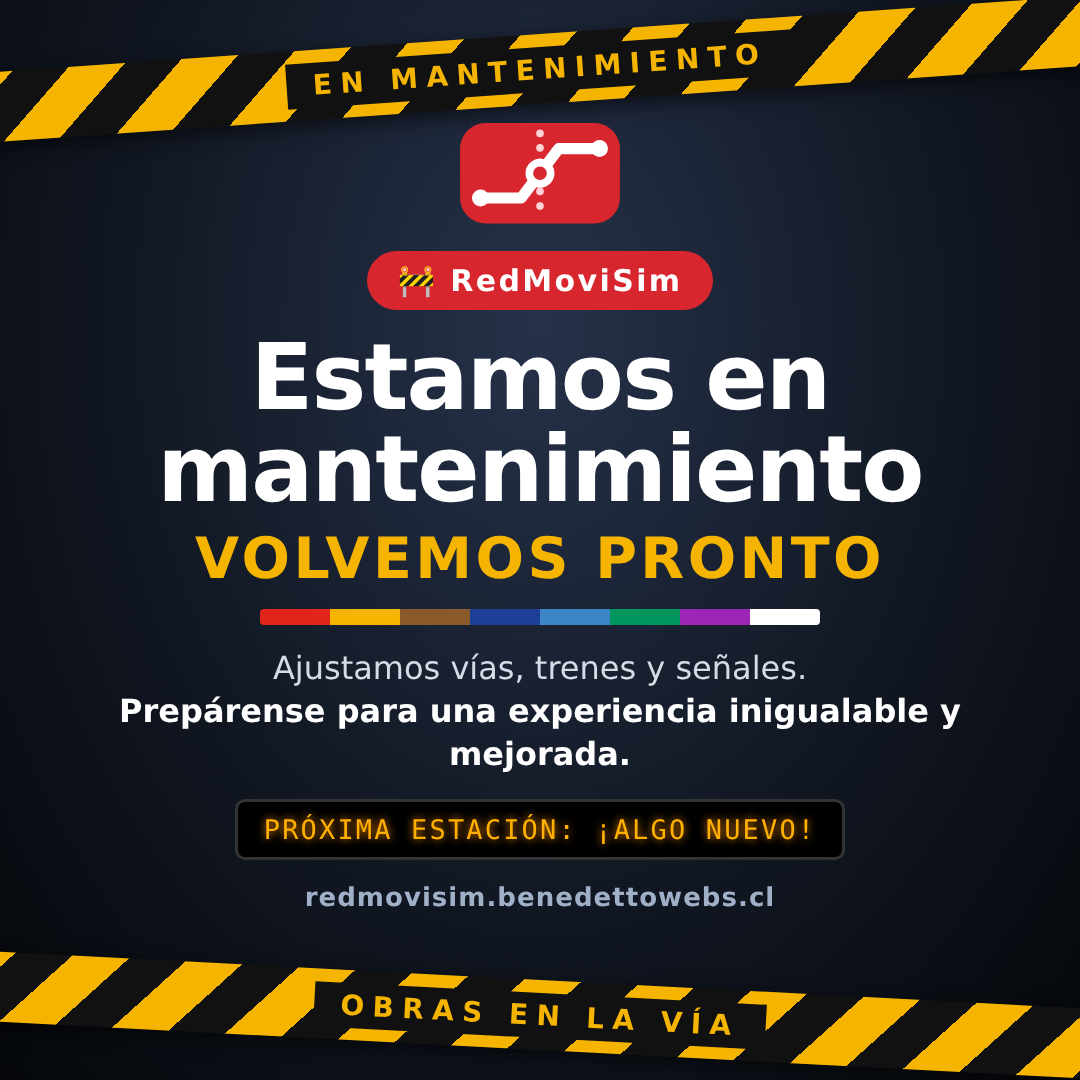 EN MANTENIMIENTO
RedMoviSim
Estamos en
mantenimiento
VOLVEMOS PRONTO
Ajustamos vías, trenes y señales.
Prepárense para una experiencia inigualable y
mejorada.
PRÓXIMA ESTACIÓN: ¡ALGO NUEVO!
redmovisim.benedettowebs.cl
OBRAS EN LA VÍA